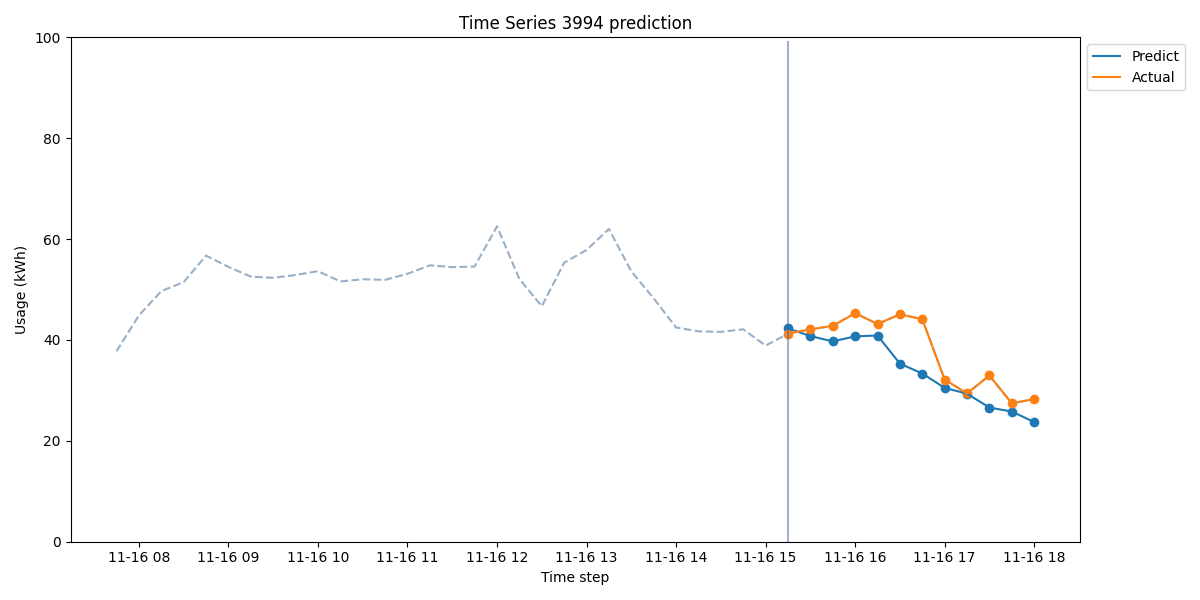 Time Series 3994 prediction
Predict
Actual
Usage (kWh)
100
80
60
40
20
0
11-16 08 11-16 09 11-16 10 11-16 11 11-16 12 11-16 13 11-16 14 11-16 15 11-16 16 11-16 17 11-16 18
Time step